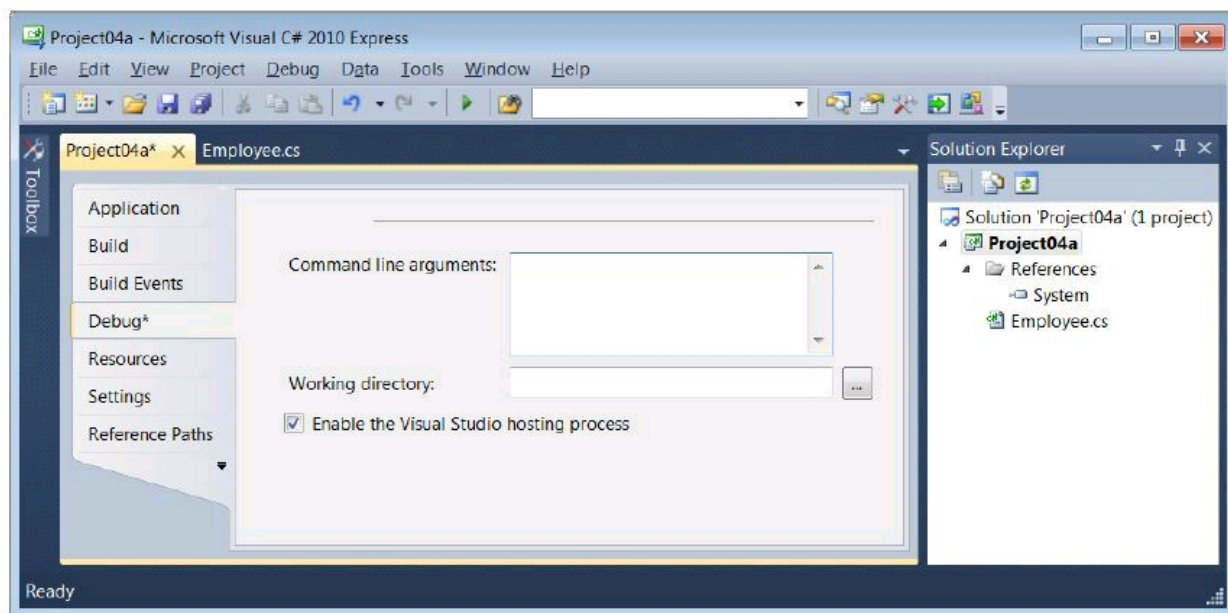 Project04a - Microsoft Visual C# 2010 Express
File Edit View Project Debug Data Tools Window Help
Toolbox
Project04a* Employee.cs
Application
Build
Build Events
Debug*
Resources
Settings
Reference Paths
Command line arguments:
Working directory:
...
Enable the Visual Studio hosting process
Solution Explorer
Solution 'Project04a' (1 project)
Project04a
References
System
Employee.cs
Ready